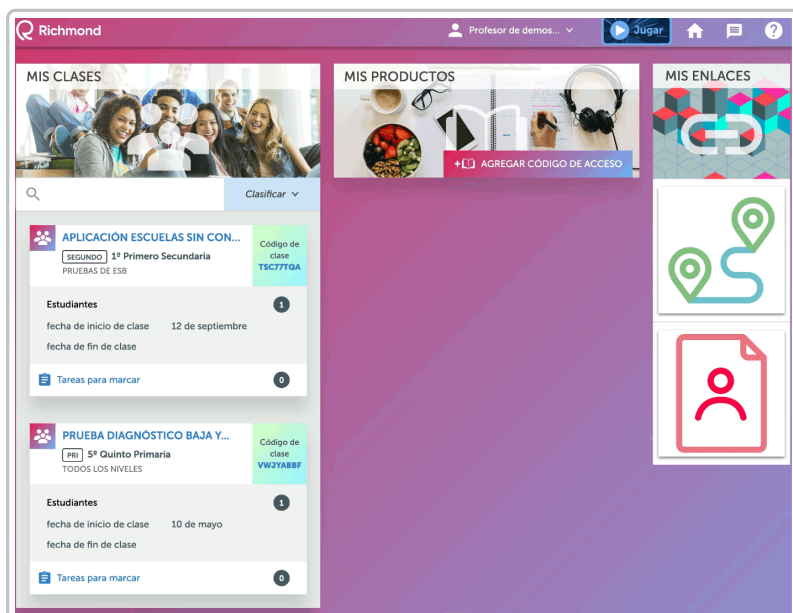 Richmond
Profesor de demos...
Jugar
MIS CLASES
MIS PRODUCTOS
MIS ENLACES
+ AGREGAR CÓDIGO DE ACCESO
Clasificar
APLICACIÓN ESCUELAS SIN CON...
SEGUNDO 1º Primero Secundaria
PRUEBAS DE ESB
Código de
clase
TSC77TQA
Estudiantes 1
fecha de inicio de clase 12 de septiembre
fecha de fin de clase
Tareas para marcar 0
PRUEBA DIAGNÓSTICO BAJA Y...
PRI 5º Quinto Primaria
TODOS LOS NIVELES
Código de
clase
VWJYABBF
Estudiantes 1
fecha de inicio de clase 10 de mayo
fecha de fin de clase
Tareas para marcar 0